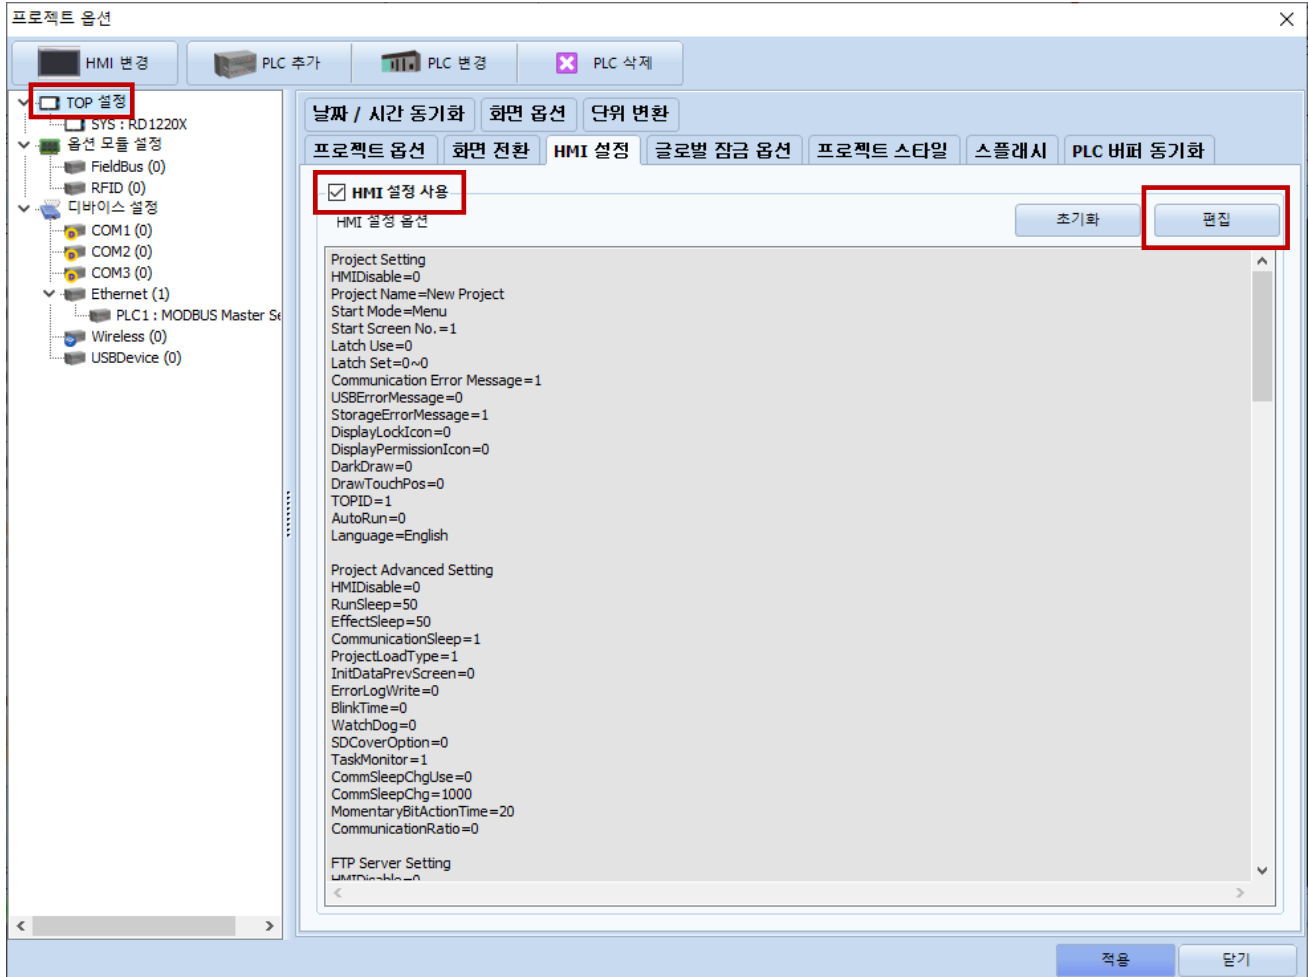 프로젝트 옵션
HMI 변경
PLC 추가
PLC 변경
PLC 삭제
TOP 설정
SYS : RD1220X
옵션 모듈 설정
FieldBus (0)
RFID (0)
디바이스 설정
COM1 (0)
COM2 (0)
COM3 (0)
Ethernet (1)
PLC1 : MODBUS Master Se
Wireless (0)
USBDevice (0)
날짜 / 시간 동기화 화면 옵션 단위 변환
프로젝트 옵션 화면 전환 HMI 설정 글로벌 잠금 옵션 프로젝트 스타일 스플래시 PLC 버퍼 동기화
HMI 설정 사용
HMI 설정 옵션
초기화
편집
Project Setting
HMIDisable=0
Project Name=New Project
Start Mode=Menu
Start Screen No.=1
Latch Use=0
Latch Set=0~0
Communication Error Message=1
USBErrorMessage=0
StorageErrorMessage=1
DisplayLockIcon=0
DisplayPermissionIcon=0
DarkDraw=0
DrawTouchPos=0
TOPID=1
AutoRun=0
Language=English
Project Advanced Setting
HMIDisable=0
RunSleep=50
EffectSleep=50
CommunicationSleep=1
ProjectLoadType=1
InitDataPrevScreen=0
ErrorLogWrite=0
BlinkTime=0
WatchDog=0
SDCoverOption=0
TaskMonitor=1
CommSleepChgUse=0
CommSleepChg=1000
MomentaryBitActionTime=20
CommunicationRatio=0
FTP Server Setting
HMIDisable=0
적용
닫기